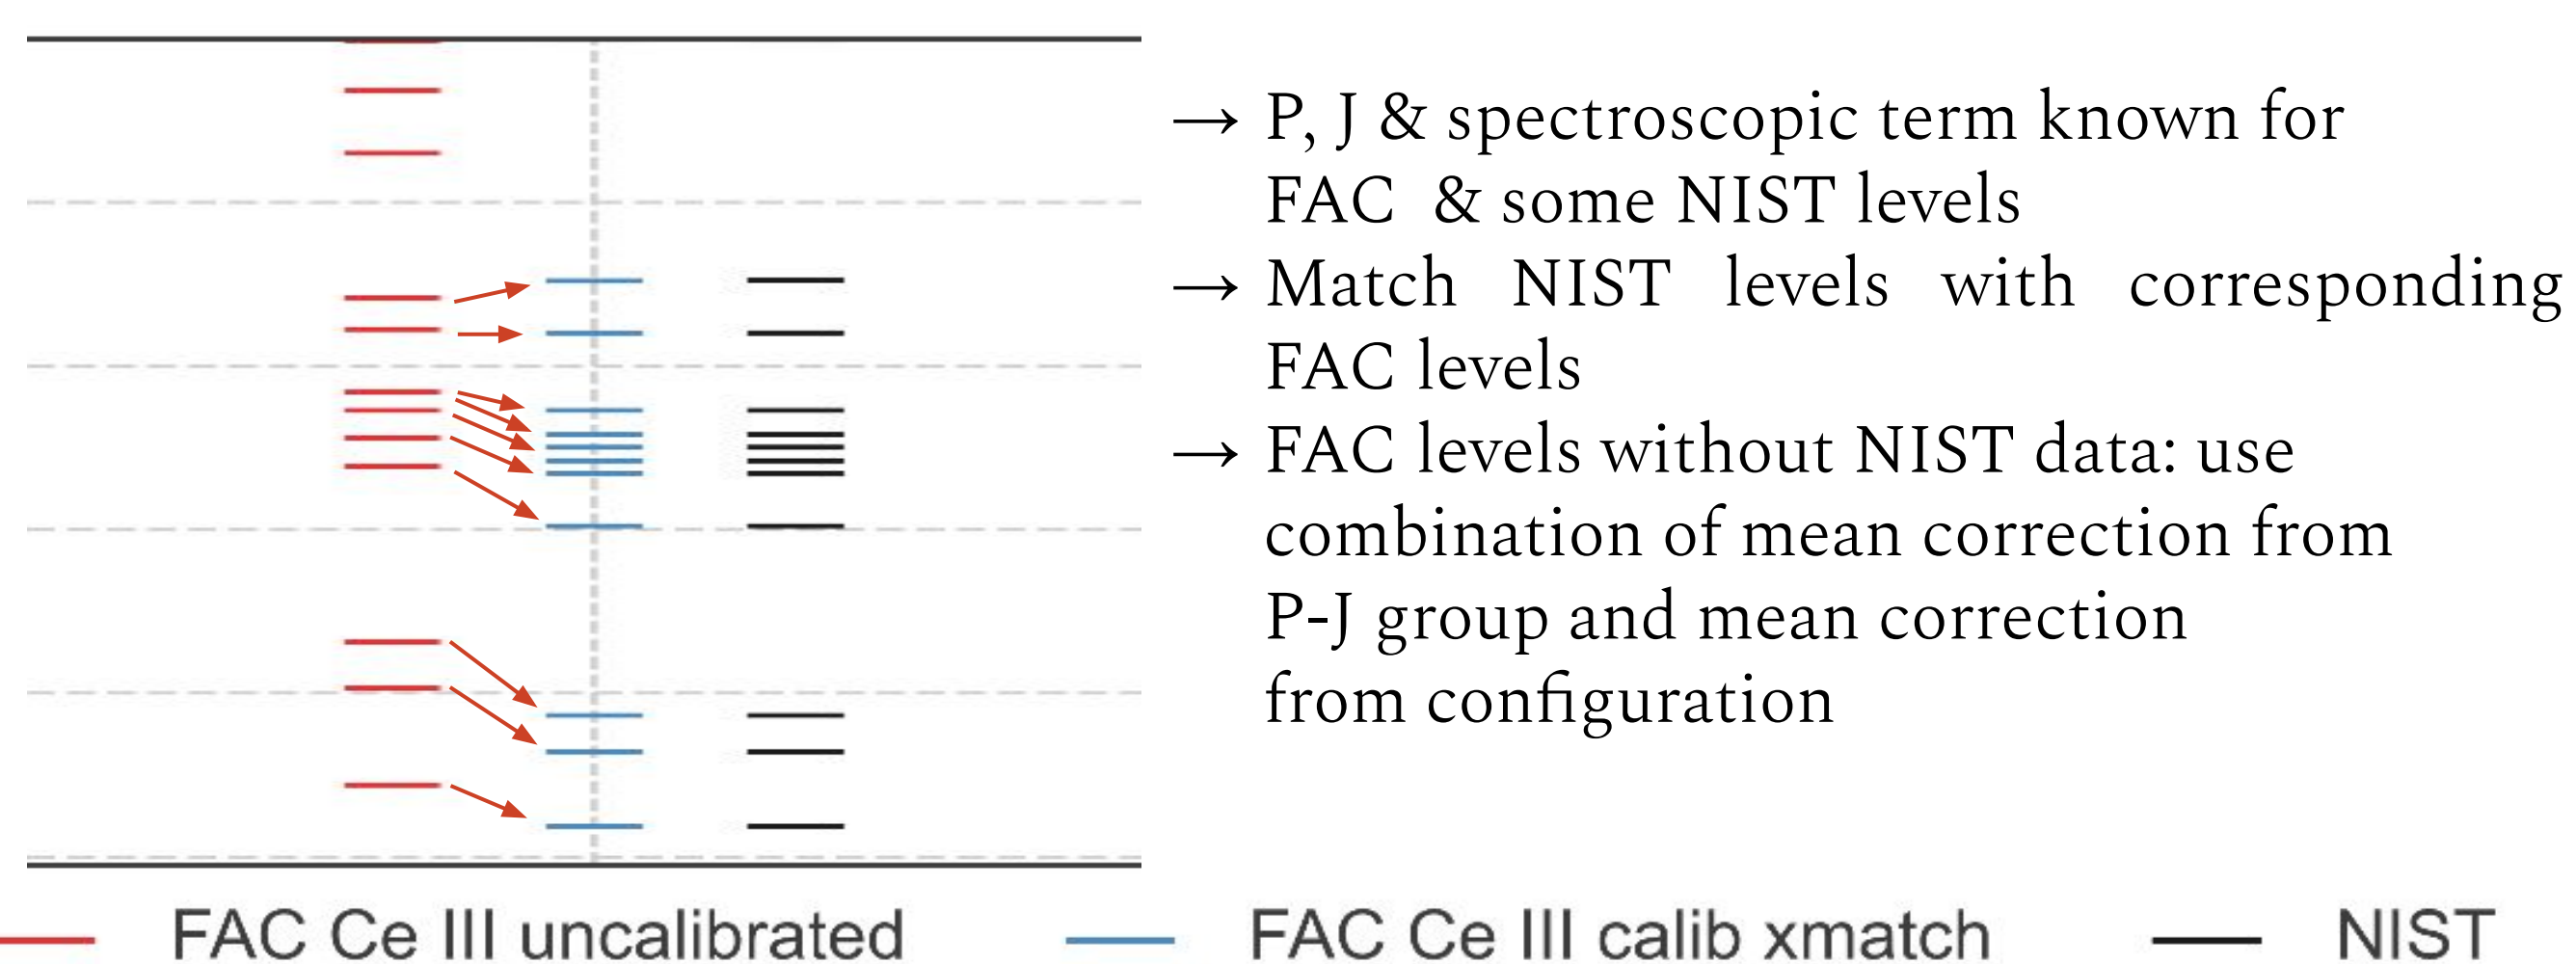 → P, J & spectroscopic term known for
FAC & some NIST levels
→ Match NIST levels with corresponding
FAC levels
→ FAC levels without NIST data: use
combination of mean correction from
P-J group and mean correction
from configuration
FAC Ce III uncalibrated FAC Ce III calib xmatch NIST